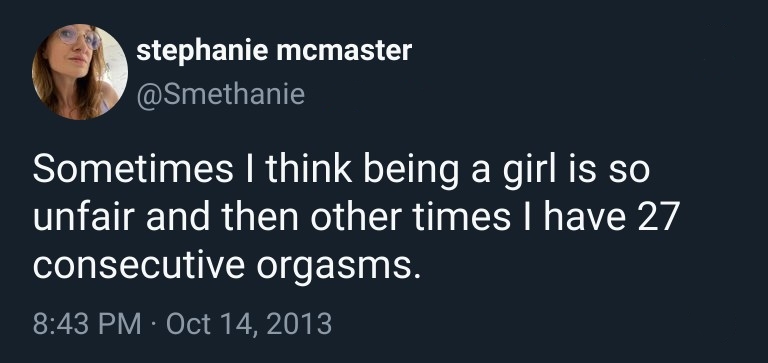 stephanie mcmaster
@Smethanie
Sometimes I think being a girl is so
unfair and then other times I have 27
consecutive orgasms.
8:43 PM · Oct 14, 2013